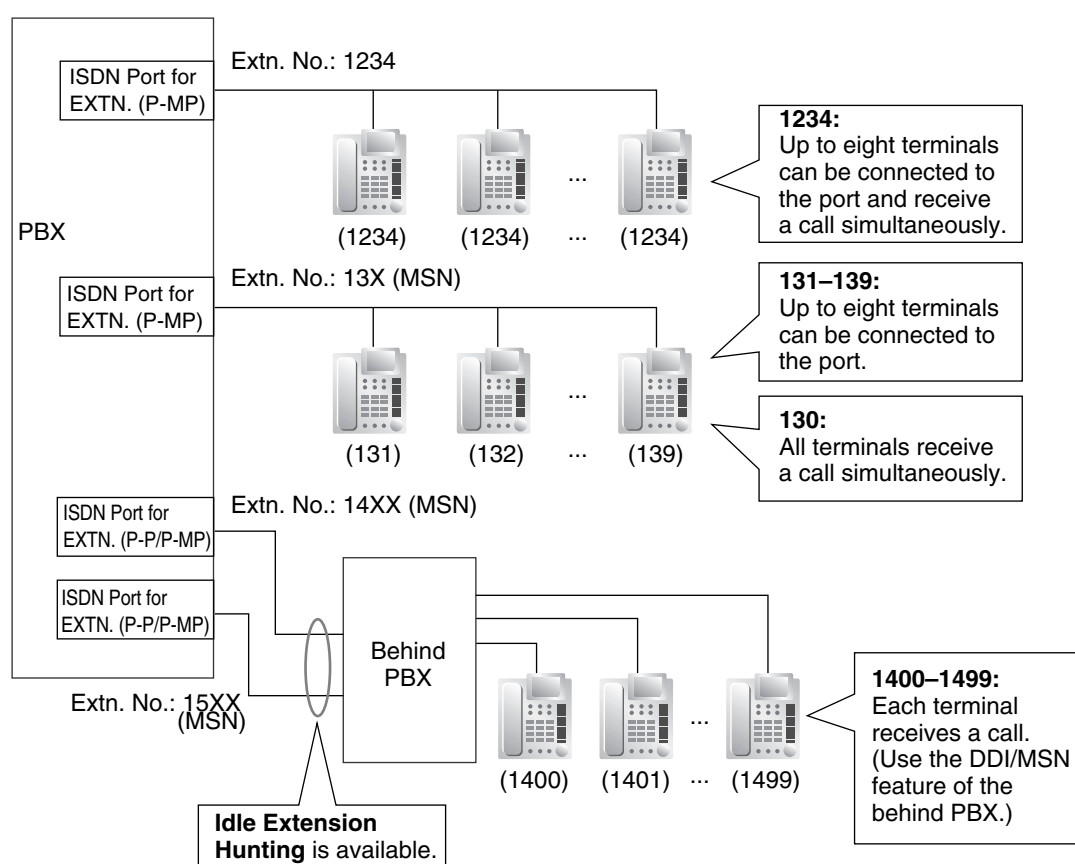 ISDN Port for
EXTN. (P-MP)
Extn. No.: 1234
...
(1234)
(1234)
...
(1234)
1234:
Up to eight terminals
can be connected to
the port and receive
a call simultaneously.
PBX
ISDN Port for
EXTN. (P-MP)
Extn. No.: 13X (MSN)
...
(131)
(132)
...
(139)
131–139:
Up to eight terminals
can be connected to
the port.
130:
All terminals receive
a call simultaneously.
ISDN Port for
EXTN. (P-P/P-MP)
Extn. No.: 14XX (MSN)
ISDN Port for
EXTN. (P-P/P-MP)
Extn. No.: 15XX
(MSN)
Behind
PBX
...
(1400)
(1401)
...
(1499)
1400–1499:
Each terminal
receives a call.
(Use the DDI/MSN
feature of the
behind PBX.)
Idle Extension
Hunting is available.